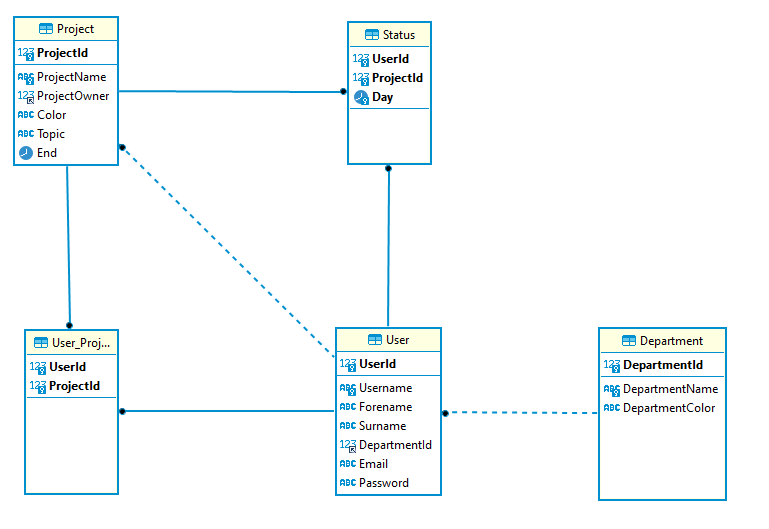 Project
ProjectId
ProjectName
ProjectOwner
Color
Topic
End
Status
UserId
ProjectId
Day
User_Proj...
UserId
ProjectId
User
UserId
Username
Forename
Surname
DepartmentId
Email
Password
Department
DepartmentId
DepartmentName
DepartmentColor